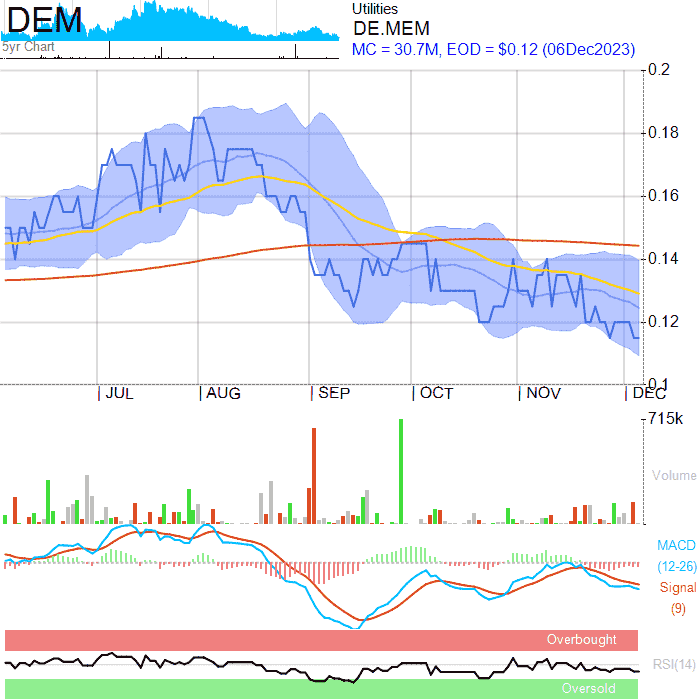 DEM
5yr Chart
Utilities
DE.MEM
MC = 30.7M, EOD = $0.12 (06Dec2023)
0.2
0.18
0.16
0.14
0.12
0.1
JUL AUG SEP OCT NOV DEC
715k
Volume
MACD
(12-26)
Signal
(9)
Overbought
RSI(14)
Oversold